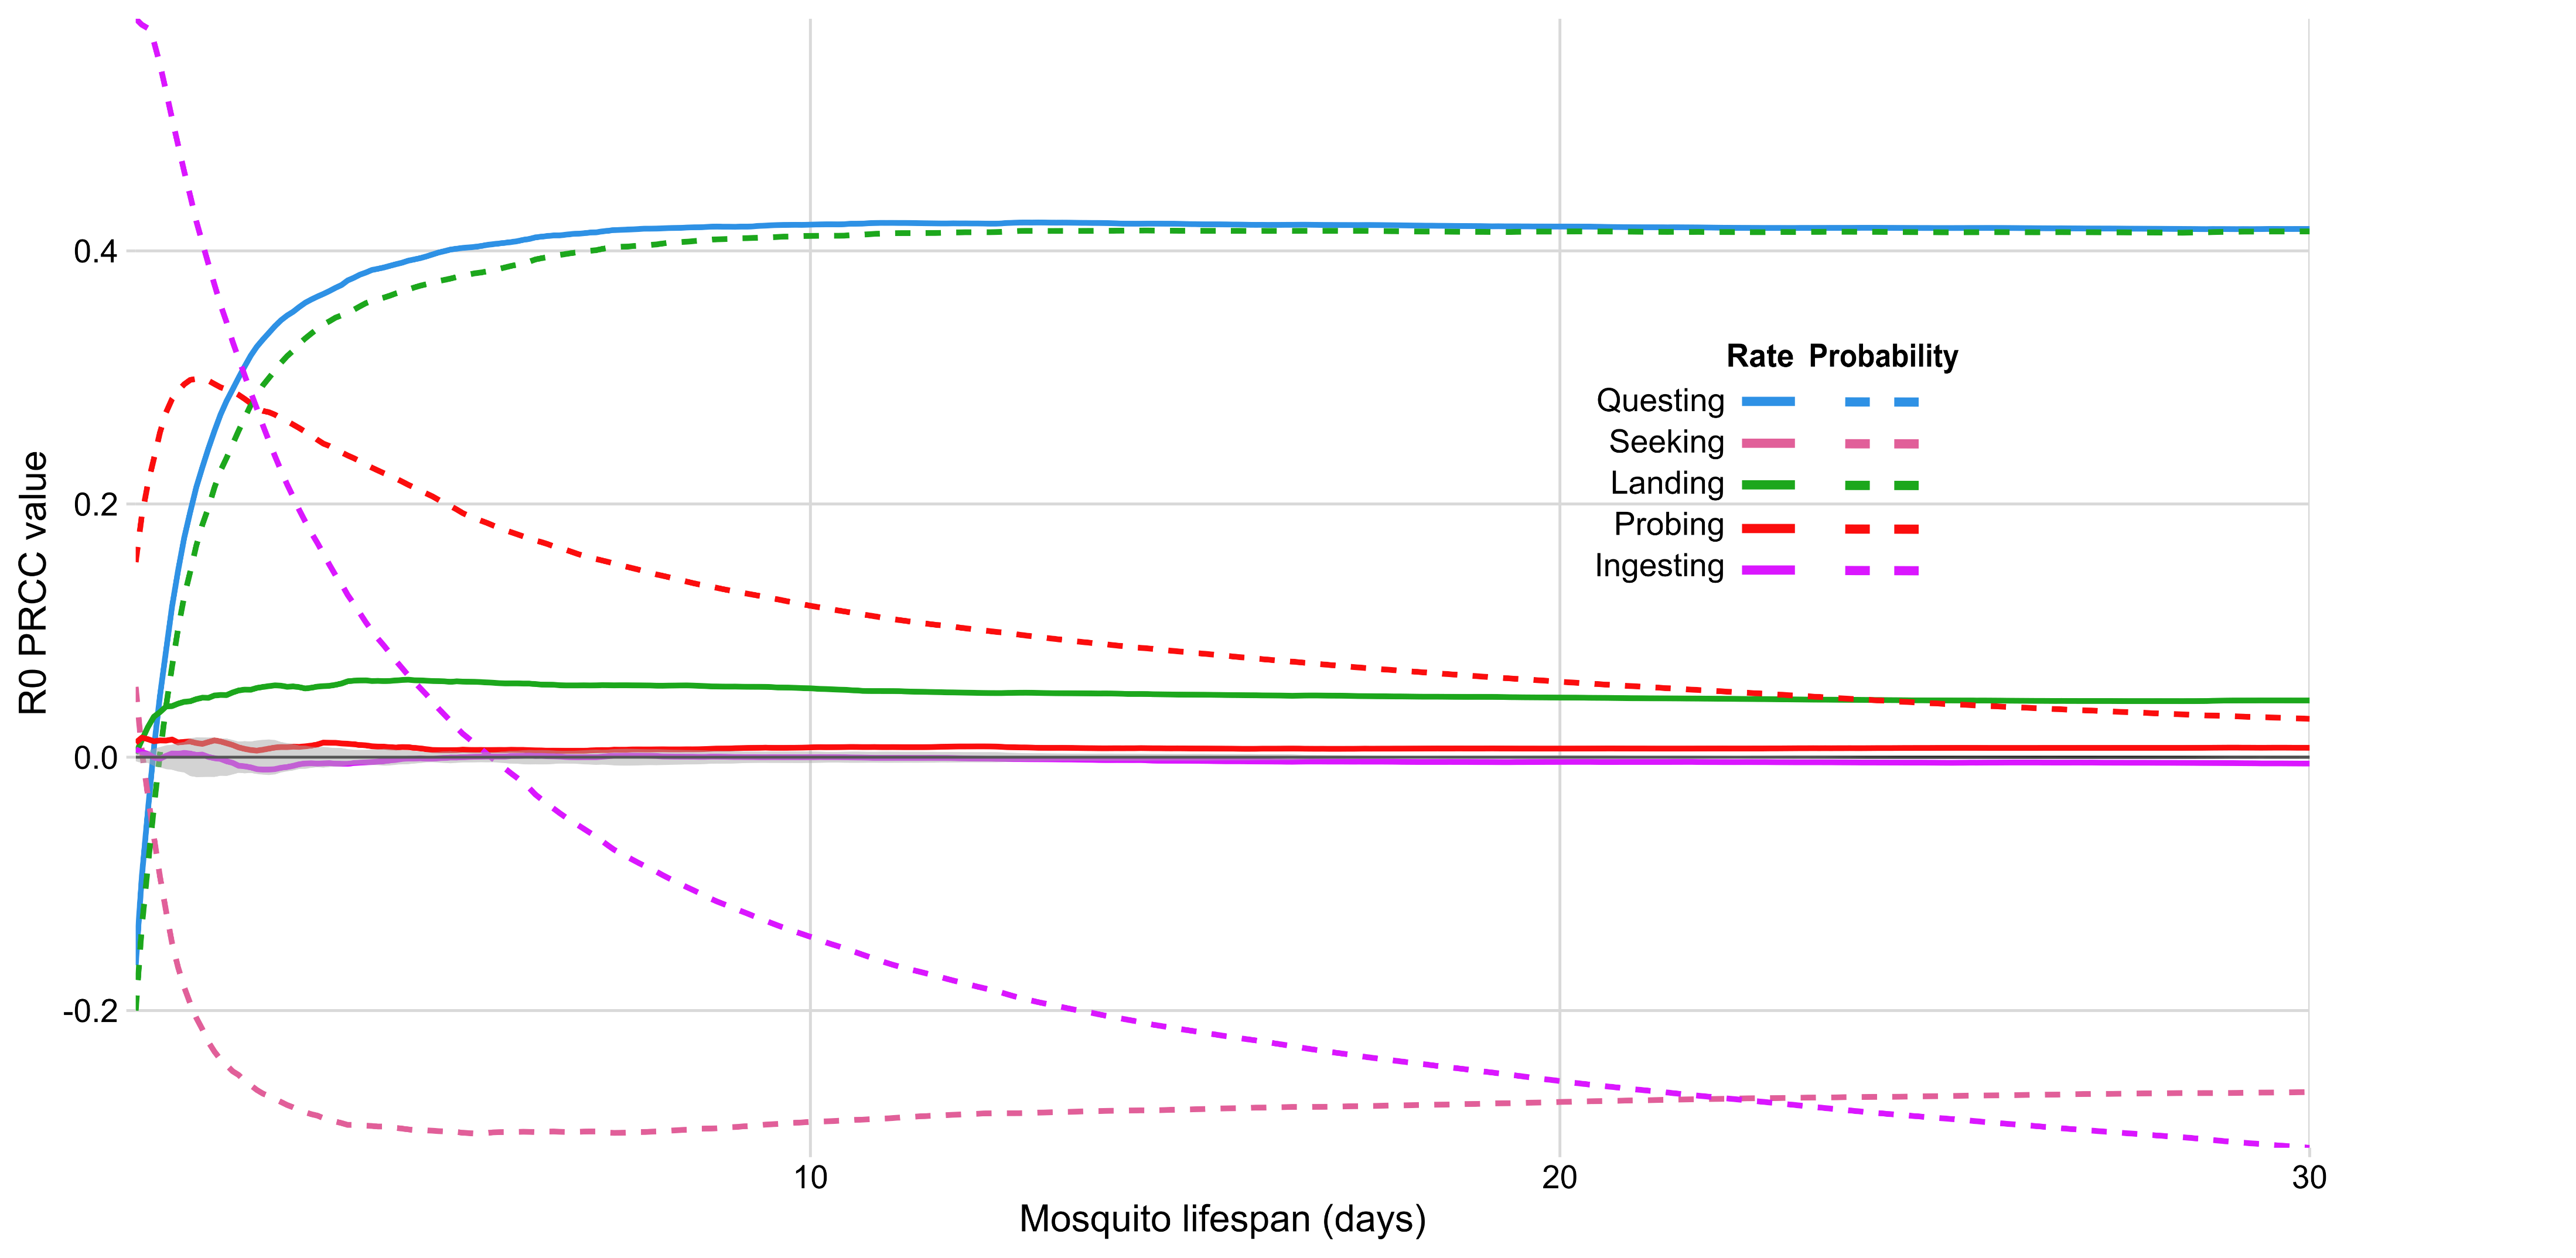 R0 PRCC value
0.4
0.2
0.0
-0.2
Rate Probability
Questing
Seeking
Landing
Probing
Ingesting
10 20 30
Mosquito lifespan (days)